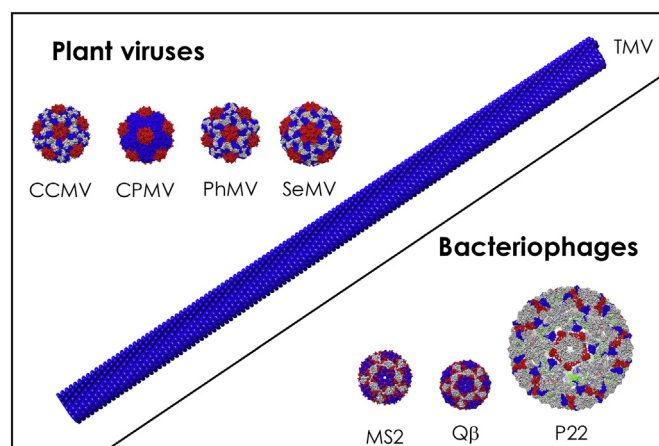 Plant viruses
TMV
CCMV CPMV PhMV SeMV
Bacteriophages
MS2 Qβ P22